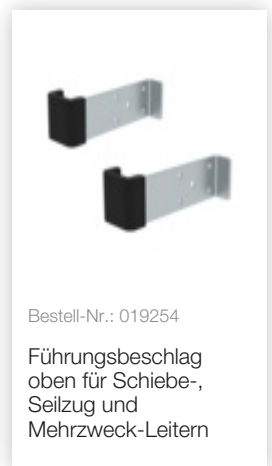 Bestell-Nr.: 019254
Führungsbeschlag
oben für Schiebe-,
Seilzug und
Mehrzweck-Leitern